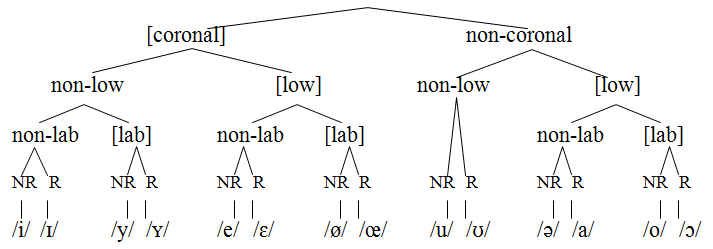 [coronal] non-coronal
non-low [low] non-low [low]
non-lab [lab] non-lab [lab] non-lab [lab]
NR R NR R NR R NR R NR R NR R NR R
/i/ /ɪ/ /y/ /ʏ/ /e/ /ɛ/ /ø/ /œ/ /u/ /ʊ/ /ə/ /a/ /o/ /ɔ/